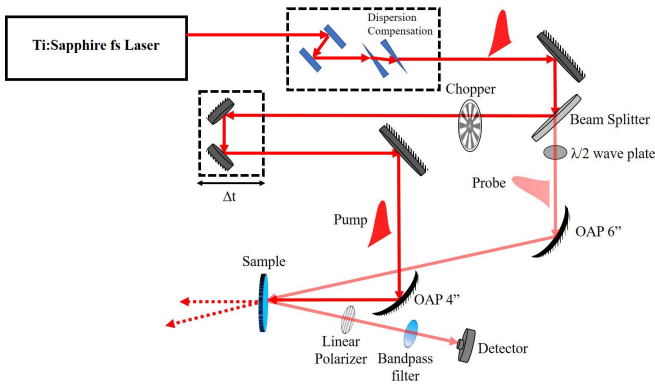 Dispersion
Compensation
Ti:Sapphire fs Laser
Chopper
Beam Splitter
λ/2 wave plate
Δt
Probe
Pump
OAP 6”
Sample
OAP 4”
Linear
Polarizer
Bandpass
filter
Detector